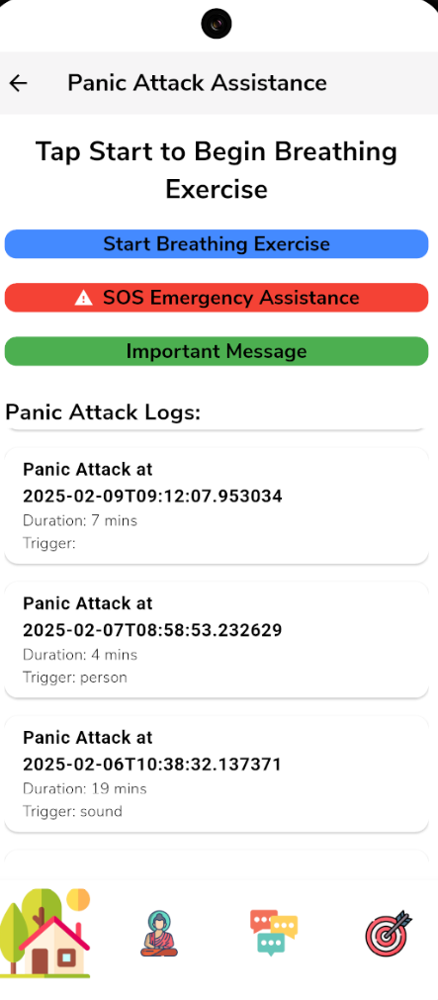 Panic Attack Assistance
Tap Start to Begin Breathing
Exercise
Start Breathing Exercise
SOS Emergency Assistance
Important Message
Panic Attack Logs:
Panic Attack at
2025-02-09T09:12:07.953034
Duration: 7 mins
Trigger:
Panic Attack at
2025-02-07T08:58:53.232629
Duration: 4 mins
Trigger: person
Panic Attack at
2025-02-06T10:38:32.137371
Duration: 19 mins
Trigger: sound